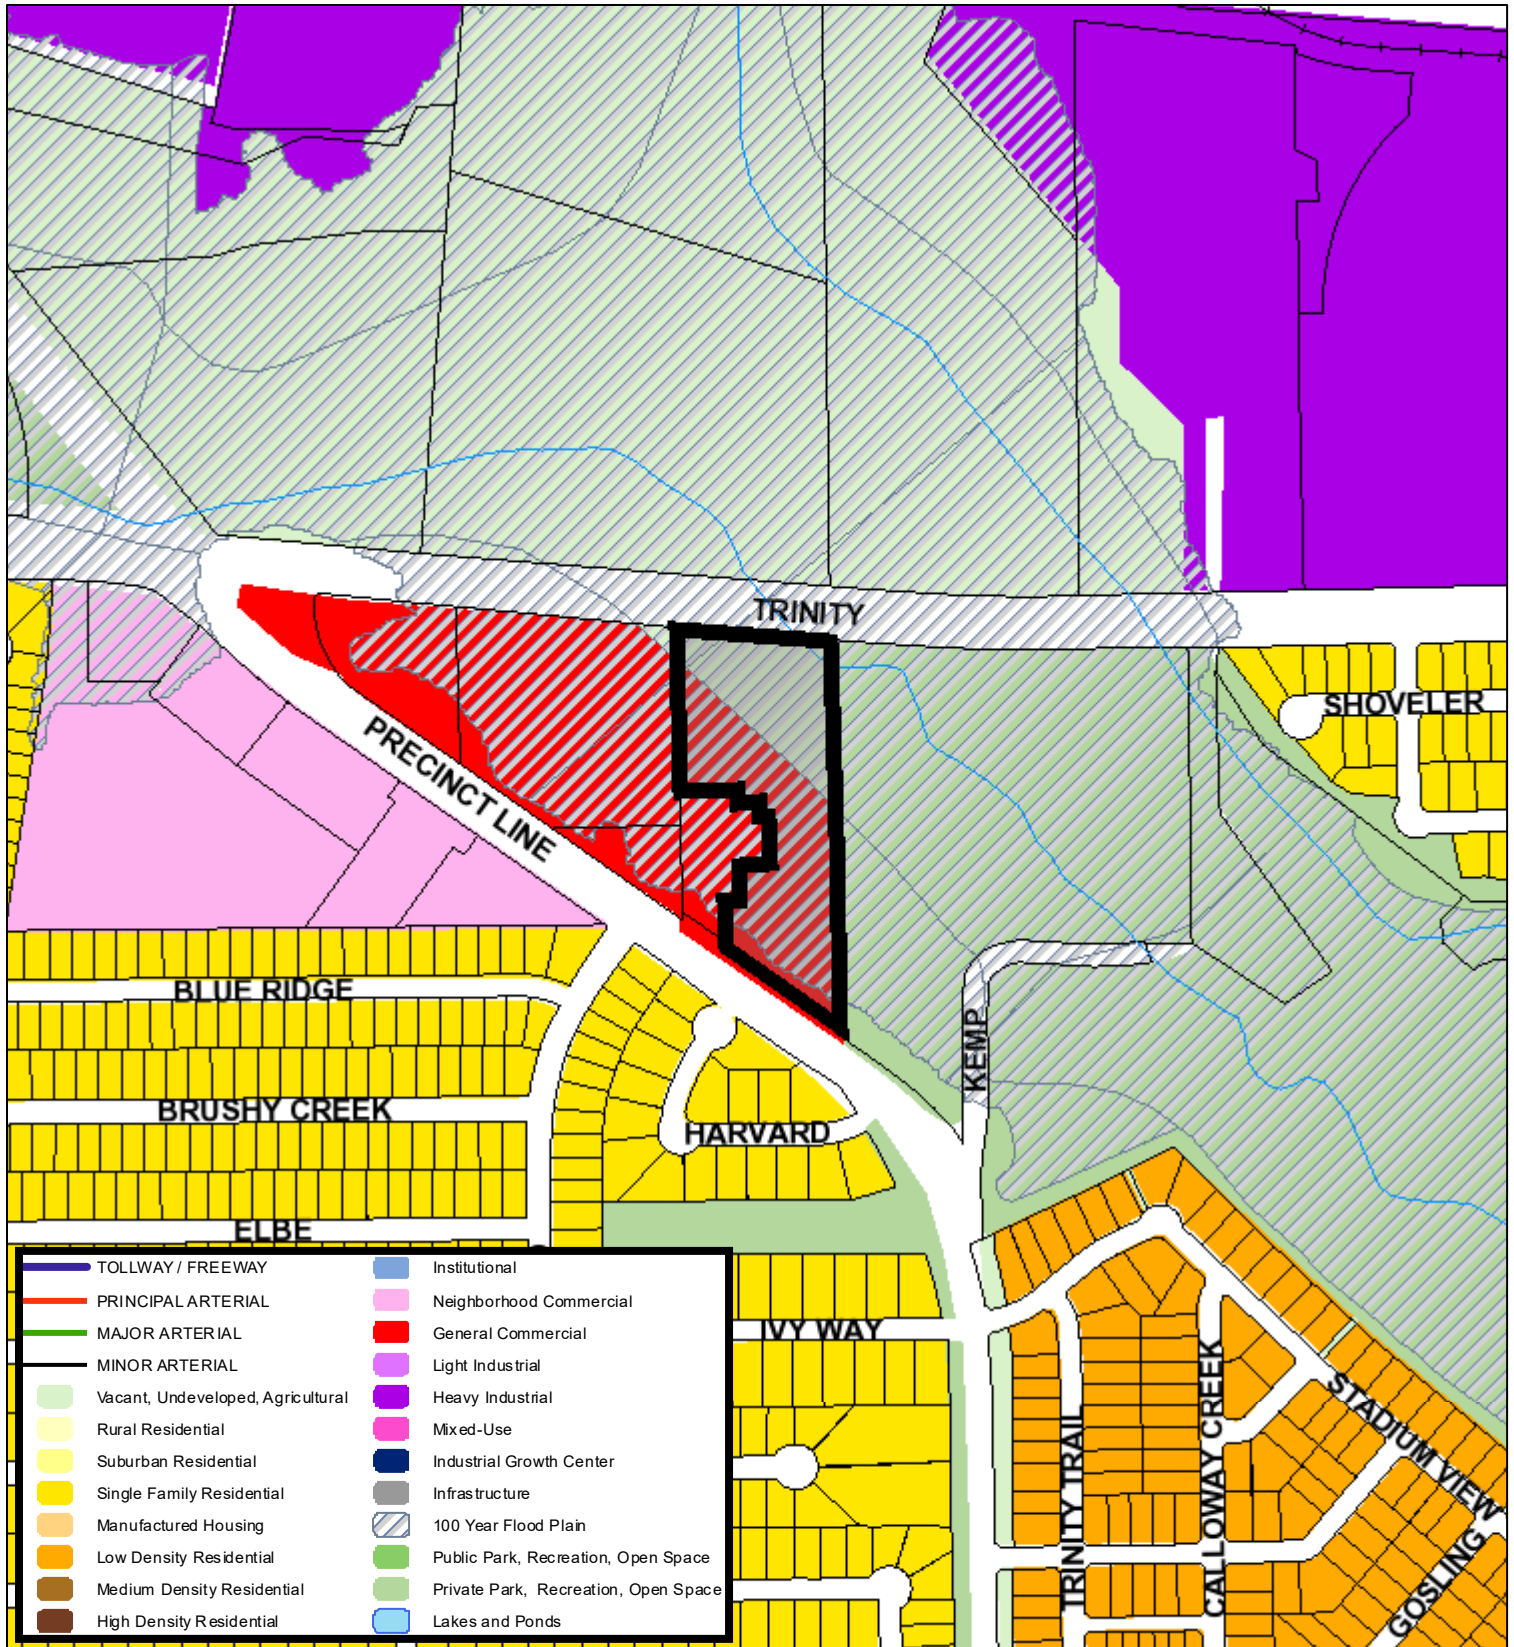 TRINITY
SHOVELER
PRECINCT LINE
BLUE RIDGE
KEMP
BRUSHY CREEK
HARVARD
ELBE
IVY WAY
STADIUM VIEW
TRINITY TRAIL
CALLOWAY CREEK
GOSLING
TOLLWAY / FREEWAY
PRINCIPAL ARTERIAL
MAJOR ARTERIAL
MINOR ARTERIAL
Vacant, Undeveloped, Agricultural
Rural Residential
Suburban Residential
Single Family Residential
Manufactured Housing
Low Density Residential
Medium Density Residential
High Density Residential
Institutional
Neighborhood Commercial
General Commercial
Light Industrial
Heavy Industrial
Mixed-Use
Industrial Growth Center
Infrastructure
100 Year Flood Plain
Public Park, Recreation, Open Space
Private Park, Recreation, Open Space
Lakes and Ponds